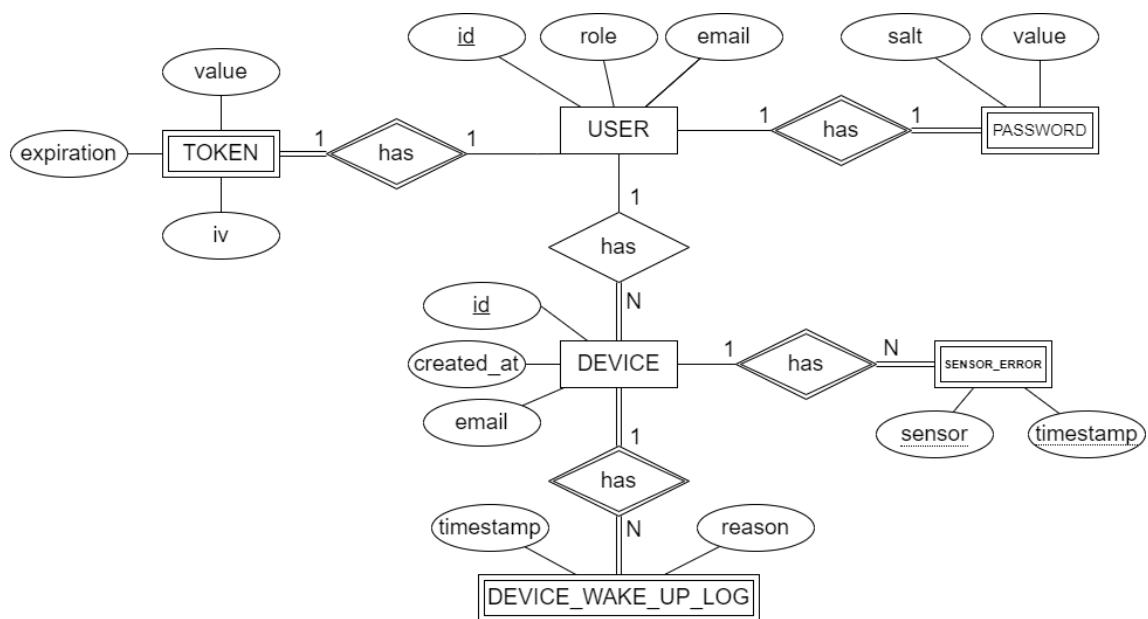 id
role
email
salt
value
value
expiration
TOKEN
1
has
1
USER
1
has
1
PASSWORD
iv
1
has
N
id
created_at
DEVICE
1
has
N
SENSOR_ERROR
email
sensor
timestamp
1
has
N
timestamp
reason
DEVICE_WAKE_UP_LOG